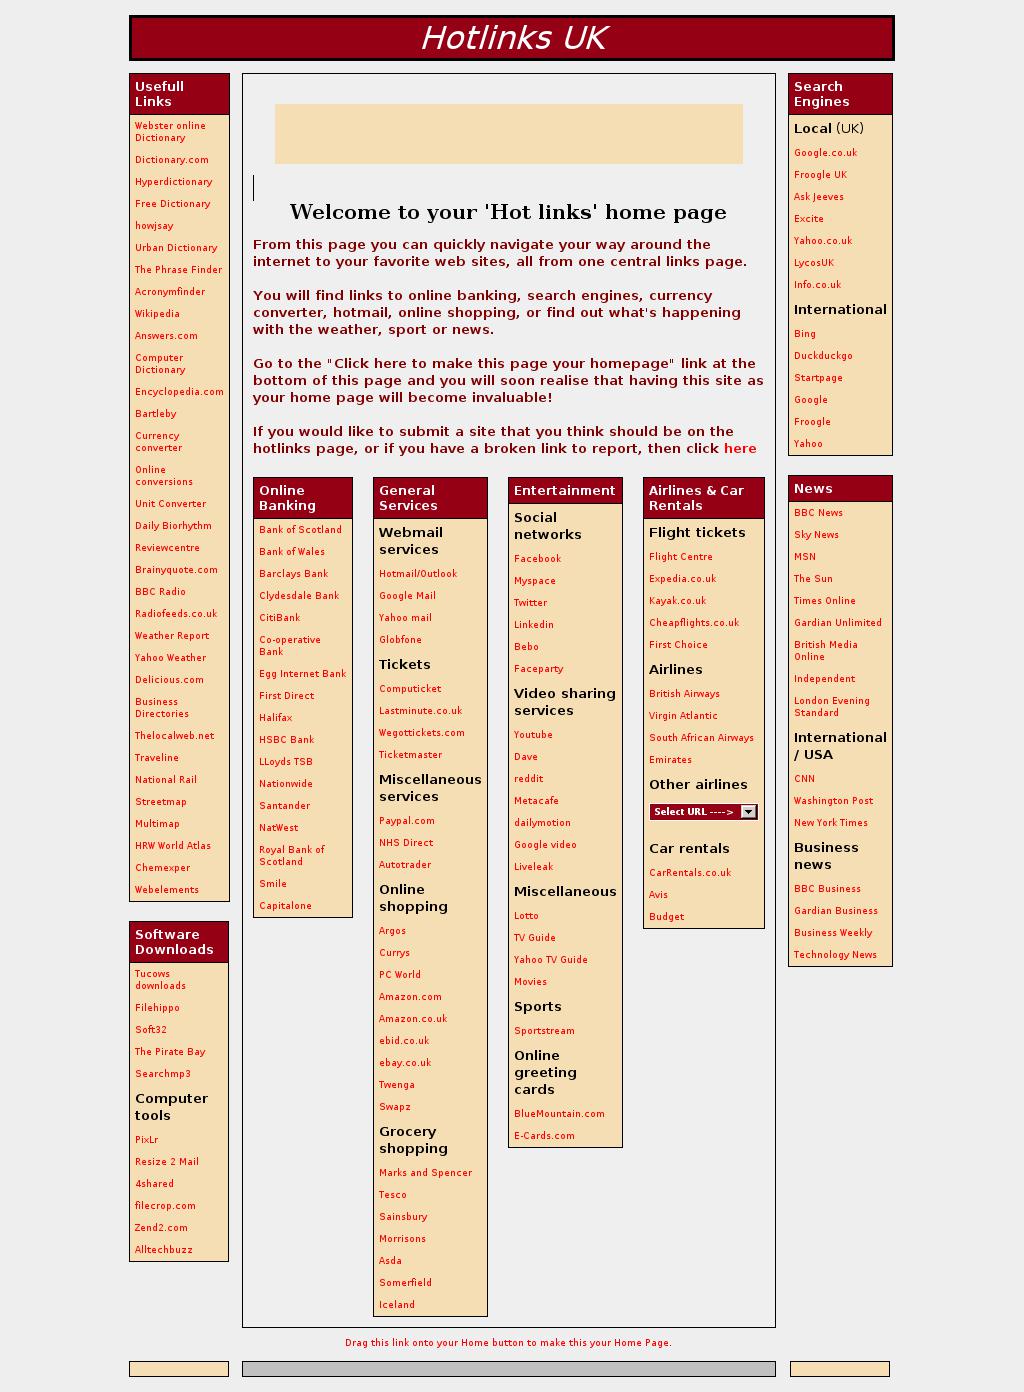 Hotlinks UK
Usefull
Links
Webster online
Dictionary
Dictionary.com
Hyperdictionary
Free Dictionary
howjsay
Urban Dictionary
The Phrase Finder
Acronymfinder
Wikipedia
Answers.com
Computer
Dictionary
Encyclopedia.com
Bartleby
Currency
converter
Online
conversions
Unit Converter
Daily Biorhythm
Reviewcentre
Brainyquote.com
BBC Radio
Radiofeeds.co.uk
Weather Report
Yahoo Weather
Delicious.com
Business
Directories
Thelocalweb.net
Traveline
National Rail
Streetmap
Multimap
HRW World Atlas
Chemexper
Webelements
Software
Downloads
Tucows
downloads
Filehippo
Soft32
The Pirate Bay
Searchmp3
Computer
tools
PixLr
Resize 2 Mail
4shared
filecrop.com
Zend2.com
Alltechbuzz
Welcome to your 'Hot links' home page
From this page you can quickly navigate your way around the
internet to your favorite web sites, all from one central links page.
You will find links to online banking, search engines, currency
converter, hotmail, online shopping, or find out what's happening
with the weather, sport or news.
Go to the "Click here to make this page your homepage" link at the
bottom of this page and you will soon realise that having this site as
your home page will become invaluable!
If you would like to submit a site that you think should be on the
hotlinks page, or if you have a broken link to report, then click here
Online
Banking
Bank of Scotland
Bank of Wales
Barclays Bank
Clydesdale Bank
CitiBank
Co-operative
Bank
Egg Internet Bank
First Direct
Halifax
HSBC Bank
LLoyds TSB
Nationwide
Santander
NatWest
Royal Bank of
Scotland
Smile
Capitalone
General
Services
Webmail
services
Hotmail/Outlook
Google Mail
Yahoo mail
Globfone
Tickets
Computicket
Lastminute.co.uk
Wegottickets.com
Ticketmaster
Miscellaneous
services
Paypal.com
NHS Direct
Autotrader
Online
shopping
Argos
Currys
PC World
Amazon.com
Amazon.co.uk
ebid.co.uk
ebay.co.uk
Twenga
Swapz
Grocery
shopping
Marks and Spencer
Tesco
Sainsbury
Morrisons
Asda
Somerfield
Iceland
Entertainment
Social
networks
Facebook
Myspace
Twitter
Linkedin
Bebo
Faceparty
Video sharing
services
Youtube
Dave
reddit
Metacafe
dailymotion
Google video
Liveleak
Miscellaneous
Lotto
TV Guide
Yahoo TV Guide
Movies
Sports
Sportstream
Online
greeting
cards
BlueMountain.com
E-Cards.com
Airlines & Car
Rentals
Flight tickets
Flight Centre
Expedia.co.uk
Kayak.co.uk
Cheapflights.co.uk
First Choice
Airlines
British Airways
Virgin Atlantic
South African Airways
Emirates
Other airlines
Select URL ---->
Car rentals
CarRentals.co.uk
Avis
Budget
Search
Engines
Local (UK)
Google.co.uk
Froogle UK
Ask Jeeves
Excite
Yahoo.co.uk
LycosUK
Info.co.uk
International
Bing
Duckduckgo
Startpage
Google
Froogle
Yahoo
News
BBC News
Sky News
MSN
The Sun
Times Online
Gardian Unlimited
British Media
Online
Independent
London Evening
Standard
International
/ USA
CNN
Washington Post
New York Times
Business
news
BBC Business
Gardian Business
Business Weekly
Technology News
Drag this link onto your Home button to make this your Home Page.